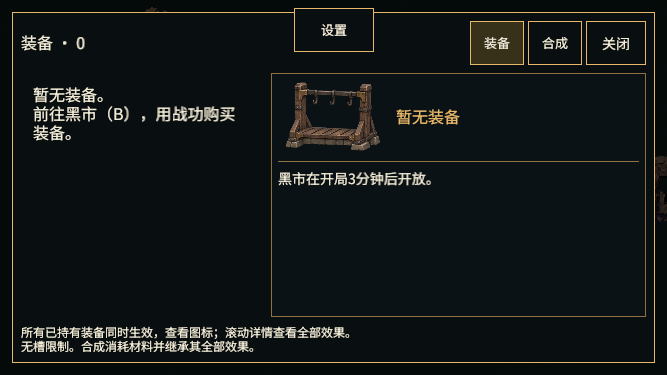 设置
装备 · 0
装备
合成
关闭
暂无装备。
前往黑市（B），用战功购买
装备。
暂无装备
黑市在开局3分钟后开放。
所有已持有装备同时生效，查看图标；滚动详情查看全部效果。
无槽限制。合成消耗材料并继承其全部效果。